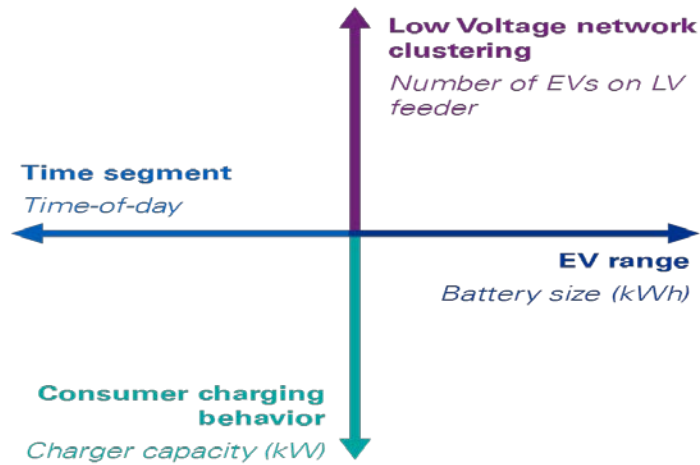 Low Voltage network
clustering
Number of EVs on LV
feeder
Time segment
Time-of-day
EV range
Battery size (kWh)
Consumer charging
behavior
Charger capacity (kW)